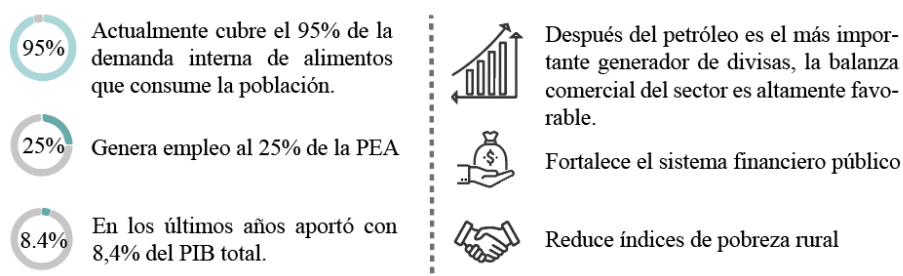 95%
Actualmente cubre el 95% de la
demanda interna de alimentos
que consume la población.
25%
Genera empleo al 25% de la PEA
8.4%
En los últimos años aportó con
8,4% del PIB total.
Después del petróleo es el más impor-
tante generador de divisas, la balanza
comercial del sector es altamente favo-
rable.
$
Fortalece el sistema financiero público
Reduce índices de pobreza rural